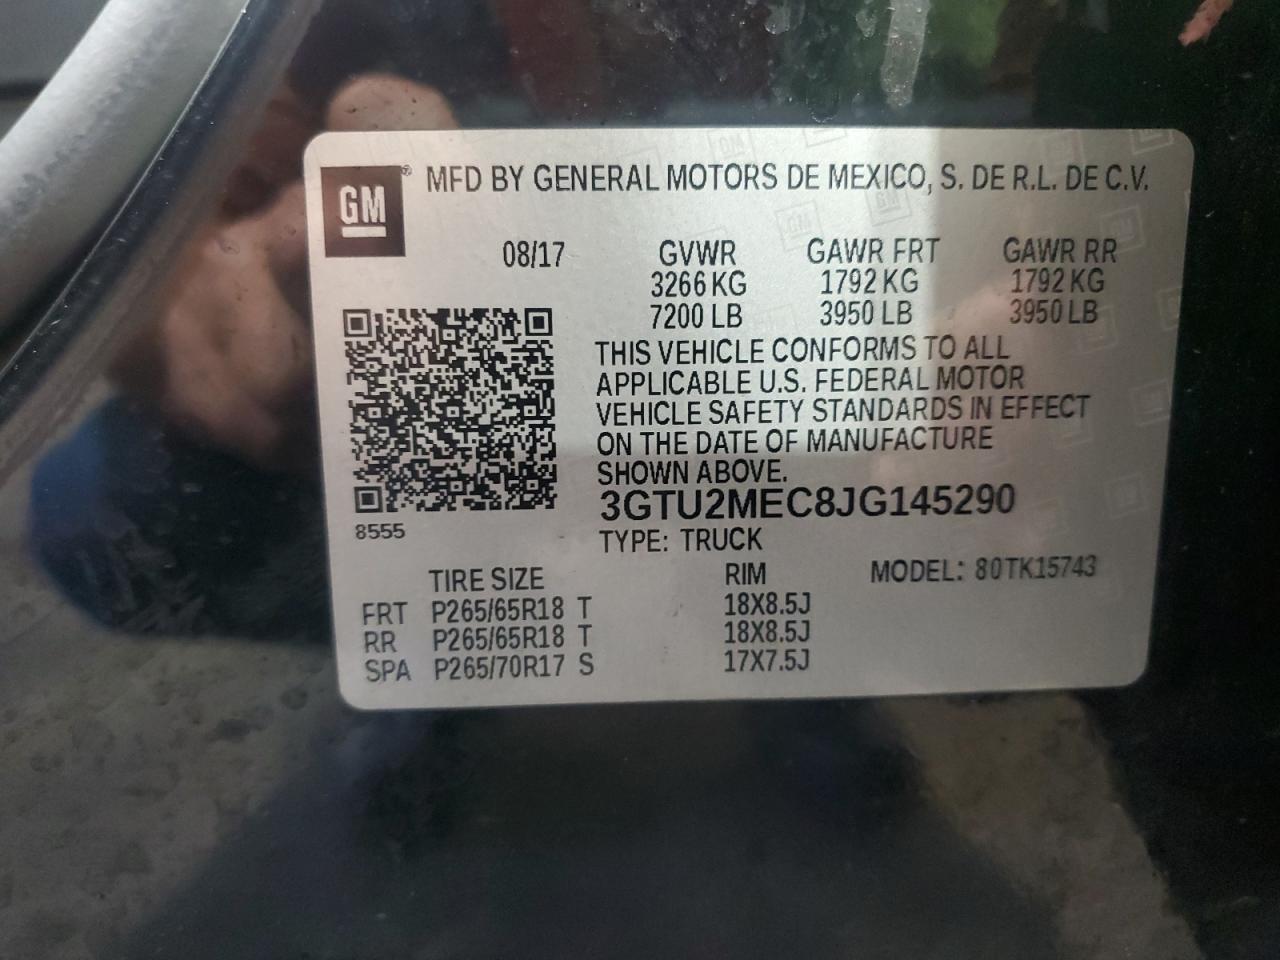 GM ® MFD BY GENERAL MOTORS DE MEXICO, S. DE R.L. DE C.V.
08/17 GVWR GAWR FRT GAWR RR
3266 KG 1792 KG 1792 KG
7200 LB 3950 LB 3950 LB
THIS VEHICLE CONFORMS TO ALL
APPLICABLE U.S. FEDERAL MOTOR
VEHICLE SAFETY STANDARDS IN EFFECT
ON THE DATE OF MANUFACTURE
SHOWN ABOVE.
3GTU2MEC8JG145290
8555
TYPE: TRUCK
TIRE SIZE RIM MODEL: 80TK15743
FRT P265/65R18 T 18X8.5J
RR P265/65R18 T 18X8.5J
SPA P265/70R17 S 17X7.5J